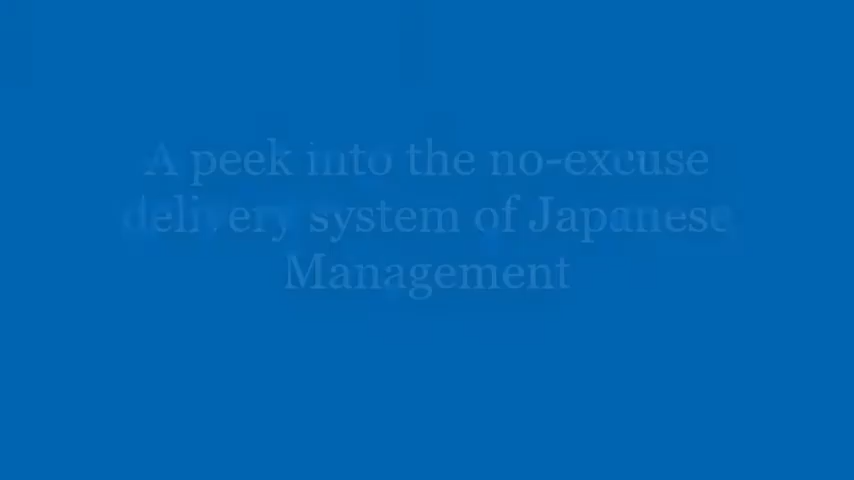 A peek into the no-excuse
delivery system of Japanese
Management